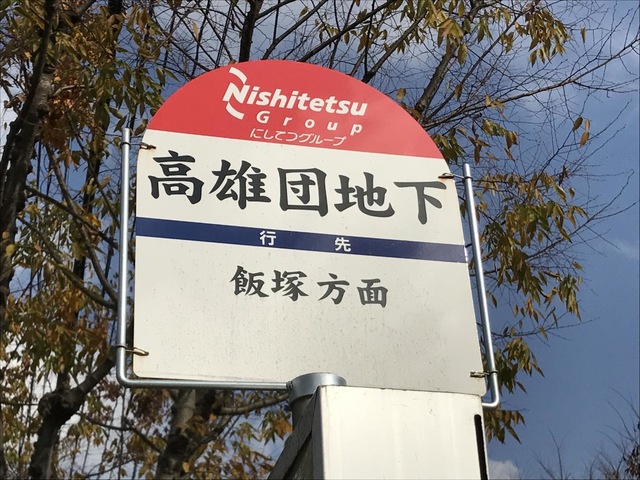 Nishitetsu
Group
にしてつグループ
高雄団地下
行先
飯塚方面